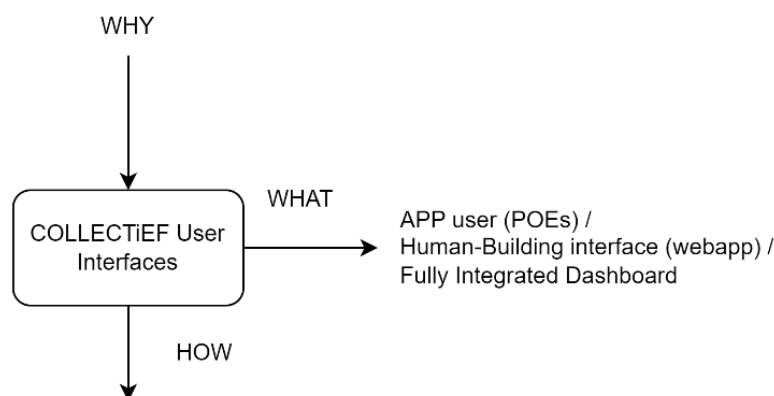 WHY
COLLECTiEF User
Interfaces
WHAT
APP user (POEs) /
Human-Building interface (webapp) /
Fully Integrated Dashboard
HOW